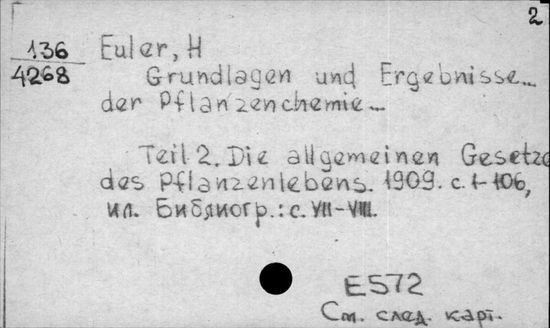 2
136
4268
Euler, H
Grundlagen und Ergebnisse...
der Pflanzenchemie...
Teil 2. Die allgemeinen Gesetze
des Pflanzenlebens. 1909. с. 1-106,
ил. Библиогр.: с. VII-VIII.
E572
См. след. карт.